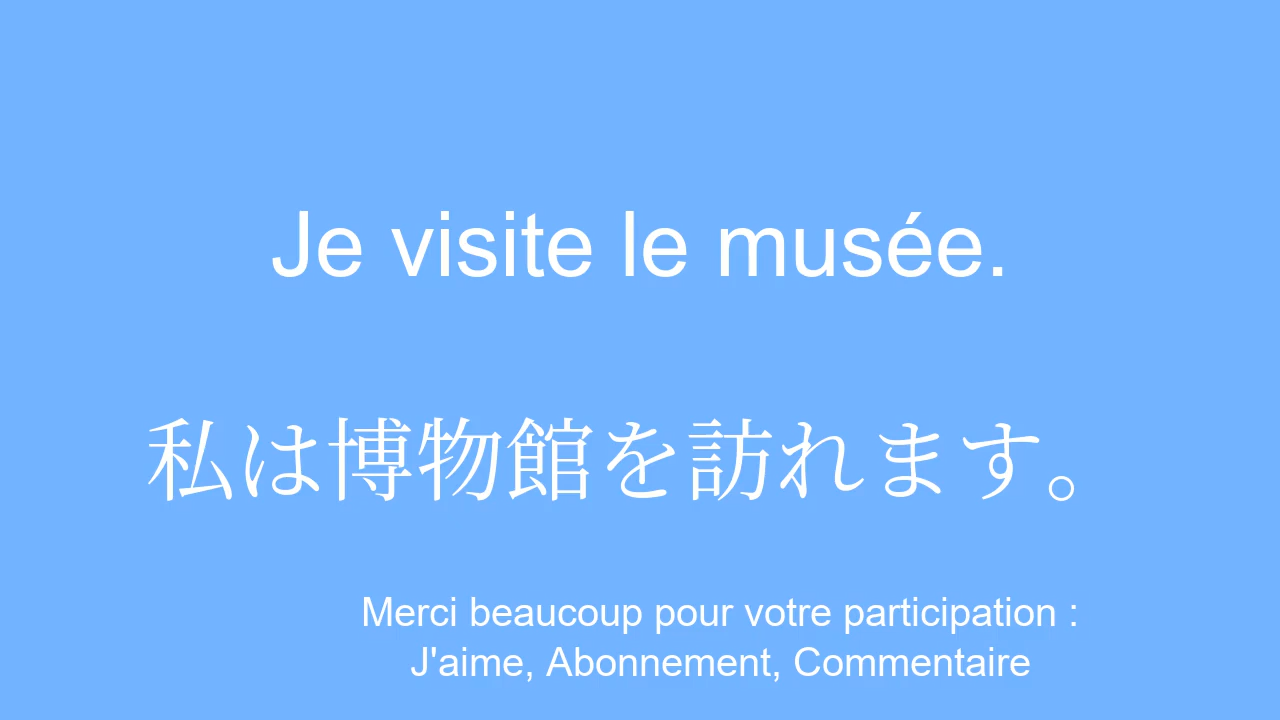 Je visite le musée.
私は博物館を訪れます。
Merci beaucoup pour votre participation :
J'aime, Abonnement, Commentaire